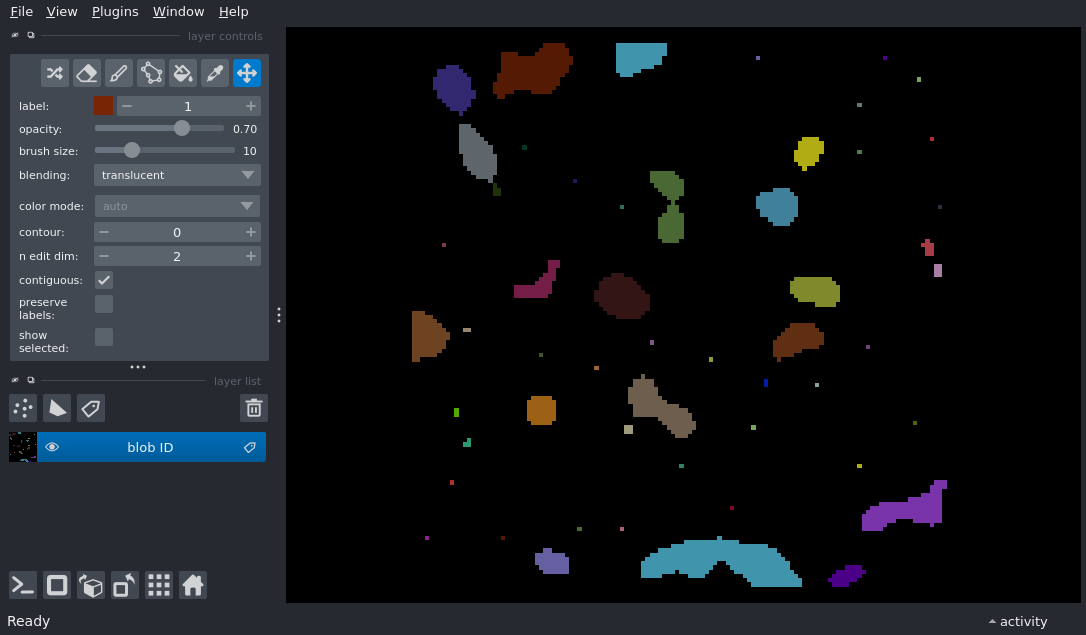 File View Plugins Window Help
layer controls
label: 1
opacity: 0.70
brush size: 10
blending: translucent
color mode: auto
contour: 0
n edit dim: 2
contiguous:
preserve
labels:
show
selected:
layer list
blob ID
Ready
activity